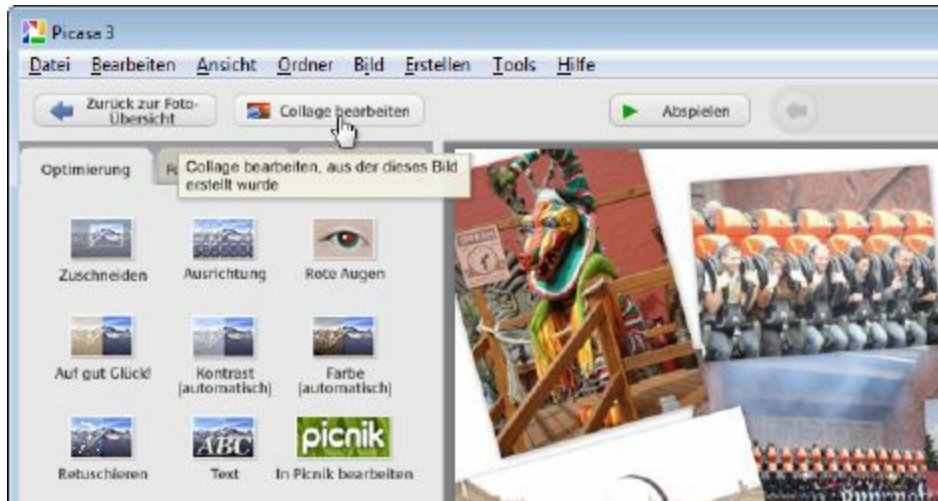 Picasa 3
Datei Bearbeiten Ansicht Ordner Bild Erstellen Tools Hilfe
Zurück zur Foto-
Übersicht
Collage bearbeiten
Abspielen
Optimierung
Collage bearbeiten, aus der dieses Bild
erstellt wurde
Zuschneiden Ausrichtung Rote Augen
Auf gut Glück! Kontrast Farbe
(automatisch) (automatisch)
ABC
picnik
Retuschieren Text In Picnik bearbeiten